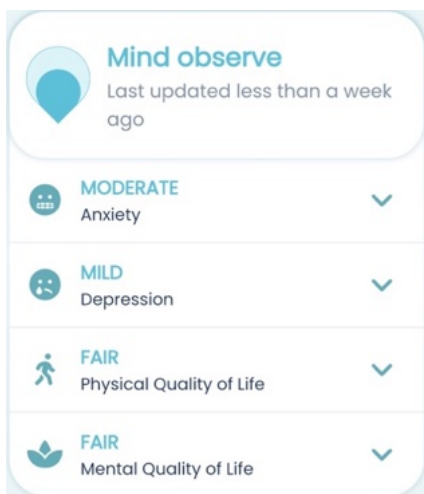 Mind observe
Last updated less than a week
ago
MODERATE
Anxiety
MILD
Depression
FAIR
Physical Quality of Life
FAIR
Mental Quality of Life